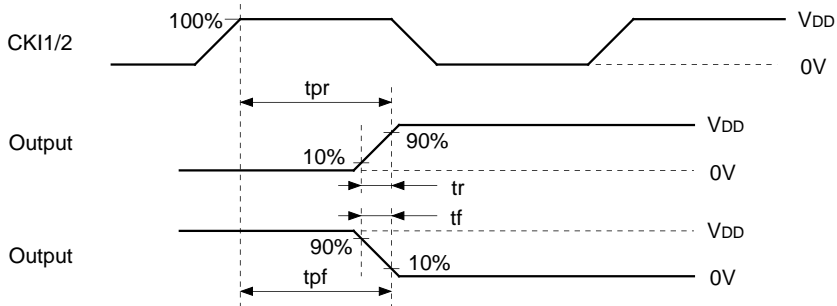 100%
VDD
CKI1/2
0V
tpr
VDD
Output
90%
10%
0V
tr
tf
VDD
Output
90%
10%
0V
tpf